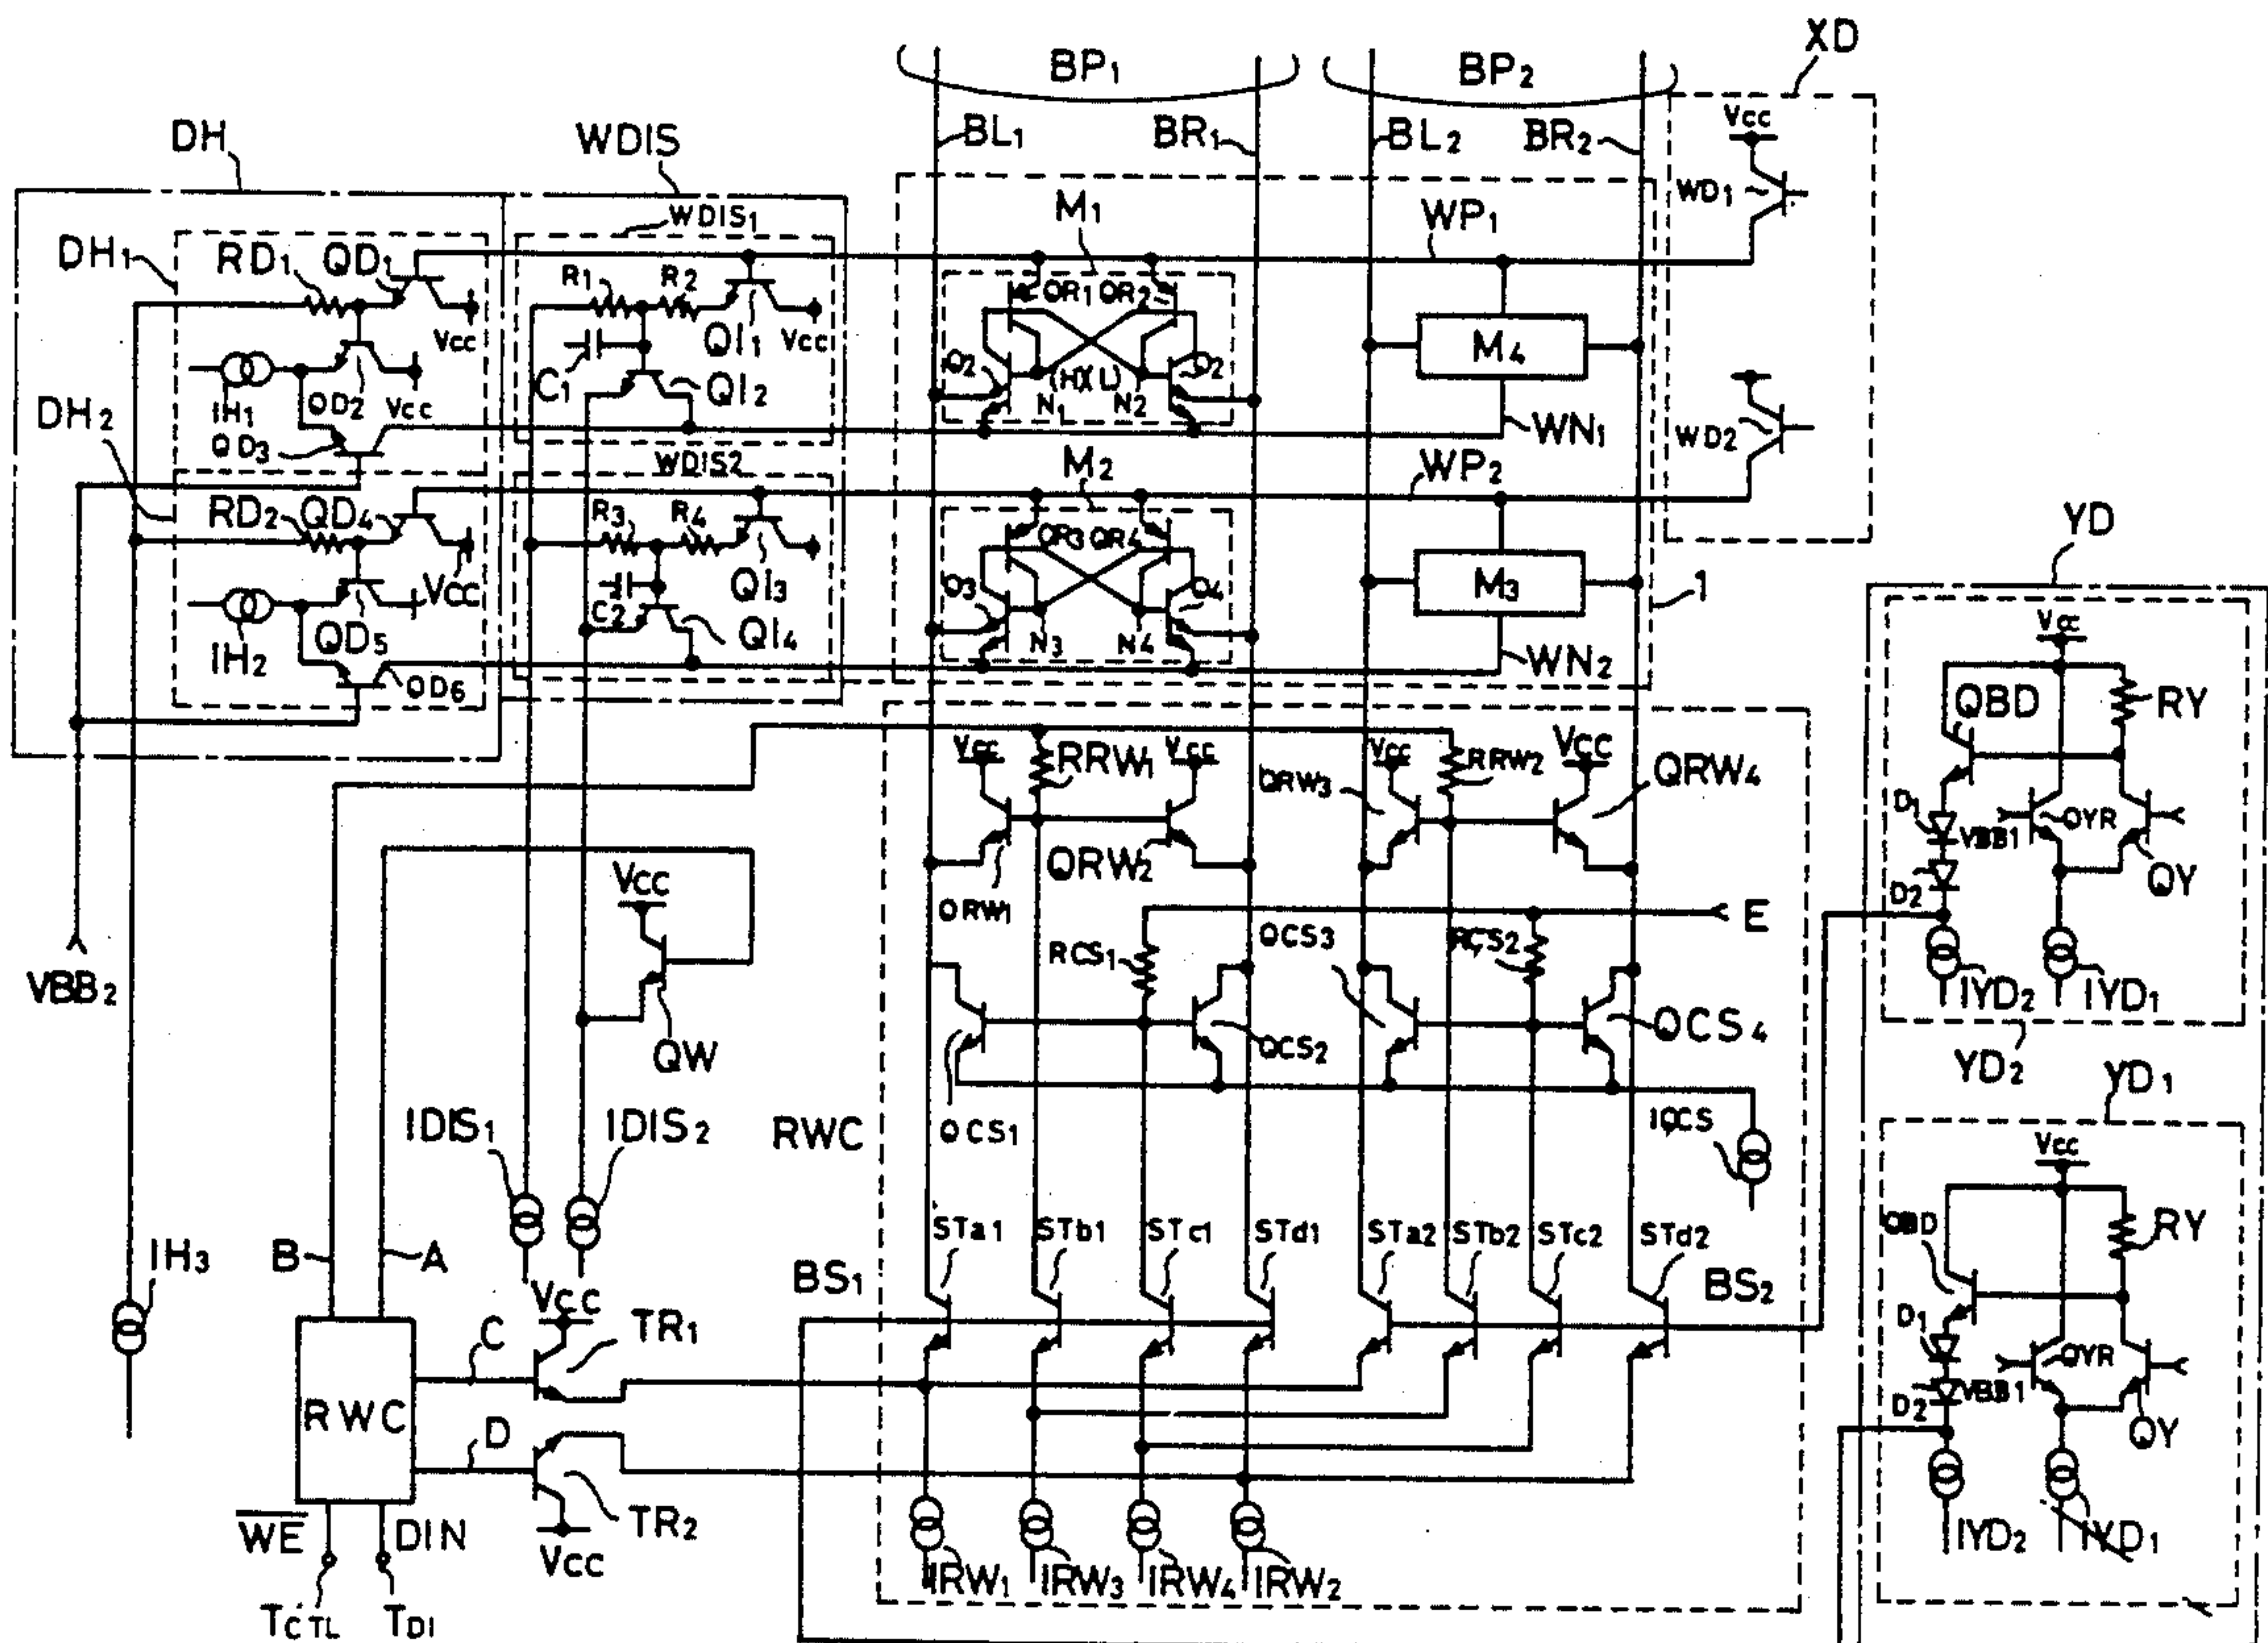 XD
BP1 BP2
DH WDIS BL1 BR1 BL2 BR2 Vcc
WD1
WDIS1 M1 WP1
DH1 RD1 QD1 R1 R2 QR1 QR2
Vcc QI1 Vcc M4
C1 QI2 Q2 (H)(L) Q2
DH2 IH1 QD2 Vcc N1 N2 WN1 WD2
QD3
WDIS2 M2 WP2
RD2 QD4 R3 R4 QR3 QR4 YD
Vcc QI3 M3 1
C2 Q3 Q4
QD5 QI4 N3 N4 Vcc
IH2 QD6 WN2
QBD RY
Vcc RRW1 Vcc Vcc RRW2 Vcc QRW4
QRW3
D1 VBB1 QYR
QRW2 QY
Vcc QRW1 D2
E
RCS1 QCS3 RCS2
VBB2 IYD2 IYD1
QW QCS2 QCS4
YD2 YD1
IDIS1 IDIS2 RWC QCS1 IQCS
Vcc
STa1 STb1 STc1 STd1 STa2 STb2 STc2 STd2
QBD RY
IH3 B A BS1 BS2
Vcc
C TR1 D1
QYR
RWC VBB1
D D2 QY
WE DIN TR2
Vcc IRW1 IRW3 IRW4 IRW2 IYD2 IYD1
TCTL TDI